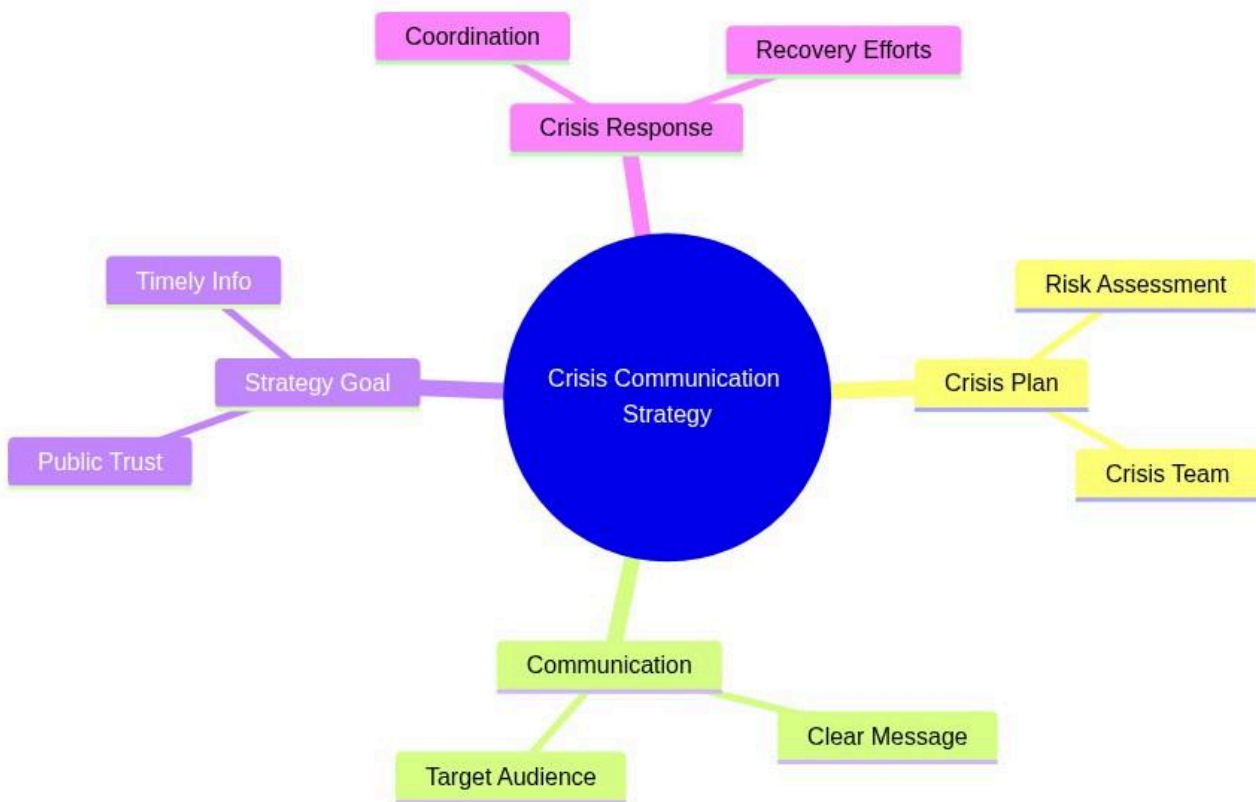 Coordination
Recovery Efforts
Crisis Response
Timely Info
Risk Assessment
Strategy Goal
Crisis Communication
Strategy
Crisis Plan
Public Trust
Crisis Team
Communication
Clear Message
Target Audience